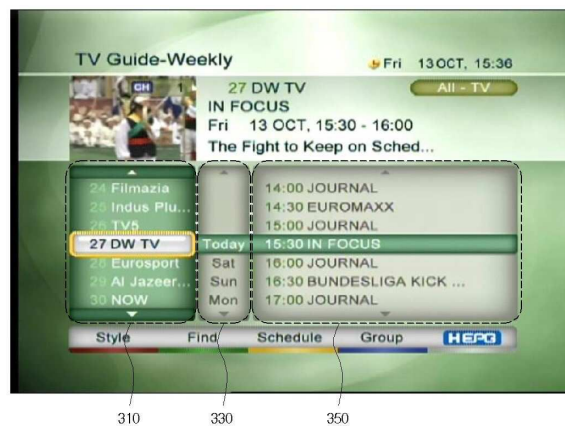 TV Guide-Weekly
Fri 13 OCT, 15:36
CH 1
27 DW TV
All - TV
IN FOCUS
Fri 13 OCT, 15:30 - 16:00
The Fight to Keep on Sched...
24 Filmazia
25 Indus Plu...
26 TV5
27 DW TV
28 Eurosport
29 Al Jazeer...
30 NOW
Today
Sat
Sun
Mon
14:00 JOURNAL
14:30 EUROMAXX
15:00 JOURNAL
15:30 IN FOCUS
16:00 JOURNAL
16:30 BUNDESLIGA KICK ...
17:00 JOURNAL
Style Find Schedule Group HEPG
310 330 350